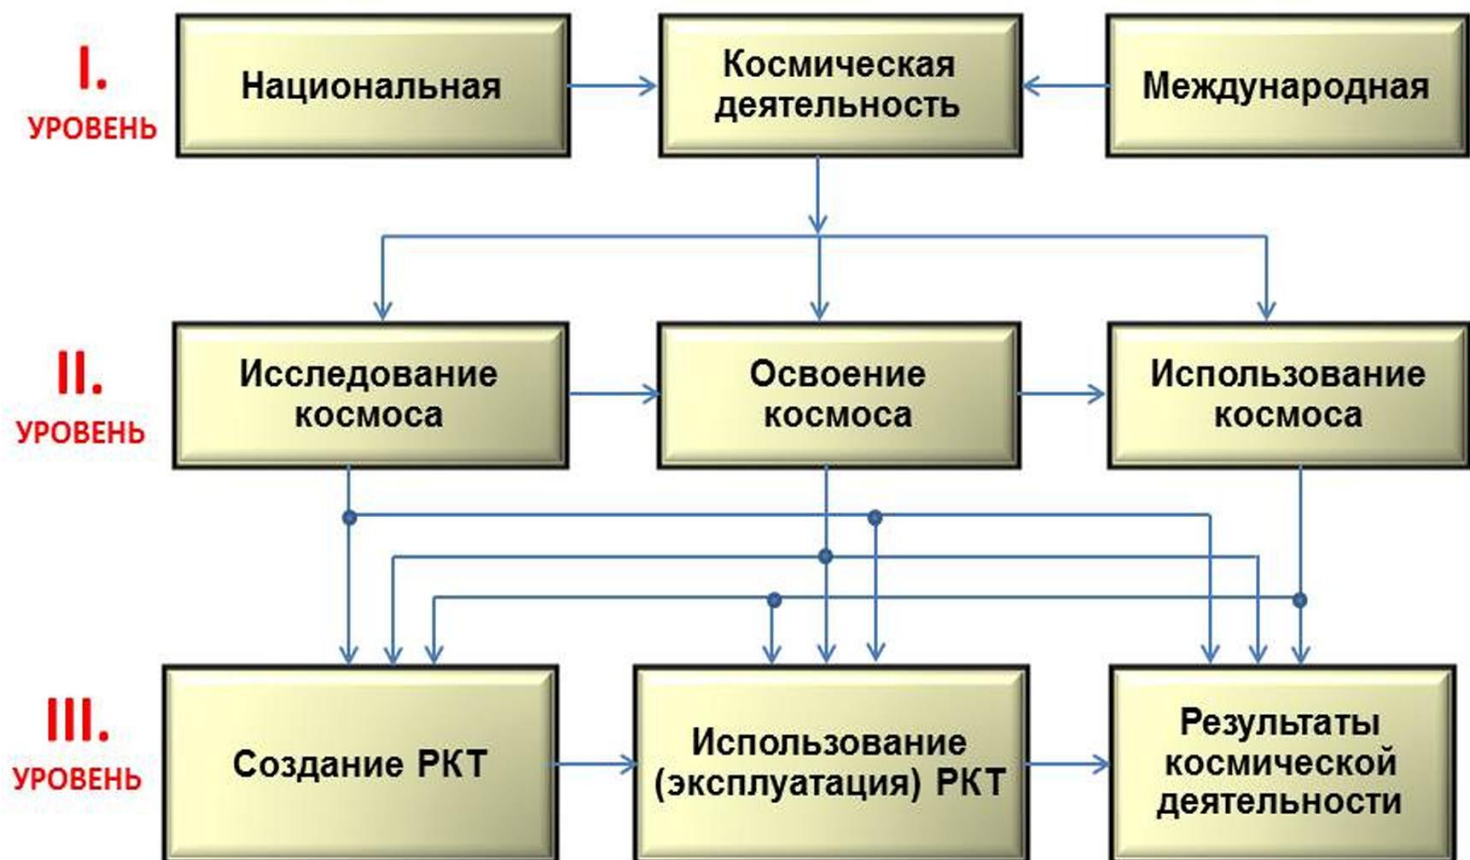 I.
УРОВЕНЬ
Национальная
Космическая
деятельность
Международная
II.
УРОВЕНЬ
Исследование
космоса
Освоение
космоса
Использование
космоса
III.
УРОВЕНЬ
Создание РКТ
Использование
(эксплуатация) РКТ
Результаты
космической
деятельности